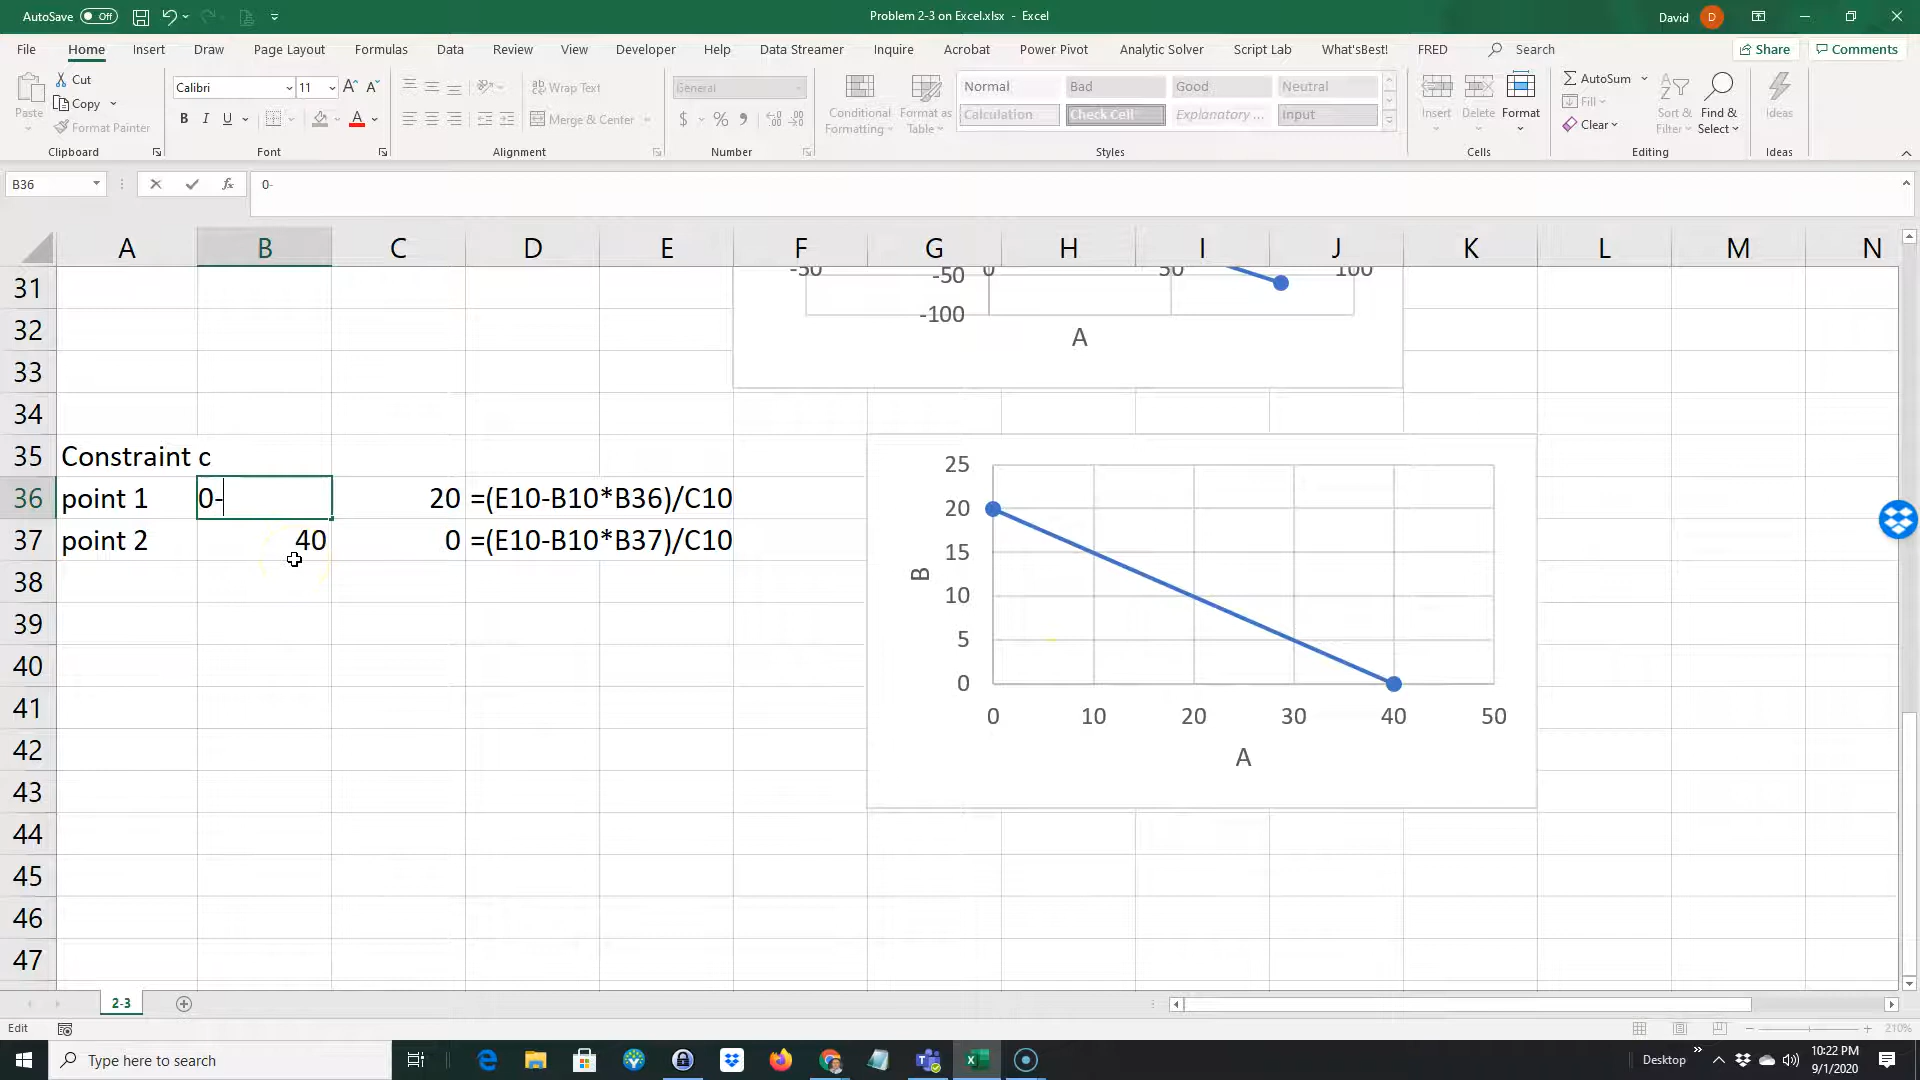 AutoSave Off
Problem 2-3 on Excel.xlsx - Excel
David D
File Home Insert Draw Page Layout Formulas Data Review View Developer Help Data Streamer Inquire Acrobat Power Pivot Analytic Solver Script Lab What'sBest! FRED Search Share Comments
Paste
Cut
Copy
Format Painter
Clipboard
Calibri 11
B I U
Font
Wrap Text
Merge & Center
Alignment
General
$ % ,
Number
Conditional Formatting
Format as Table
Normal Bad Good Neutral
Calculation Check Cell Explanatory ... Input
Styles
Insert Delete Format
Cells
AutoSum
Fill
Clear
Sort & Filter
Find & Select
Editing
Ideas
Ideas
B36 fx 0-
A B C D E F G H I J K L M N
31
32
33
34
35 Constraint c
36 point 1 0- 20 =(E10-B10*B36)/C10
37 point 2 40 0 =(E10-B10*B37)/C10
38
39
40
41
42
43
44
45
46
47
-50 0 50 100
-50
-100
A
25
20
15
10
5
0
B
0 10 20 30 40 50
A
2-3
Edit
210%
Type here to search
Desktop
10:22 PM
9/1/2020